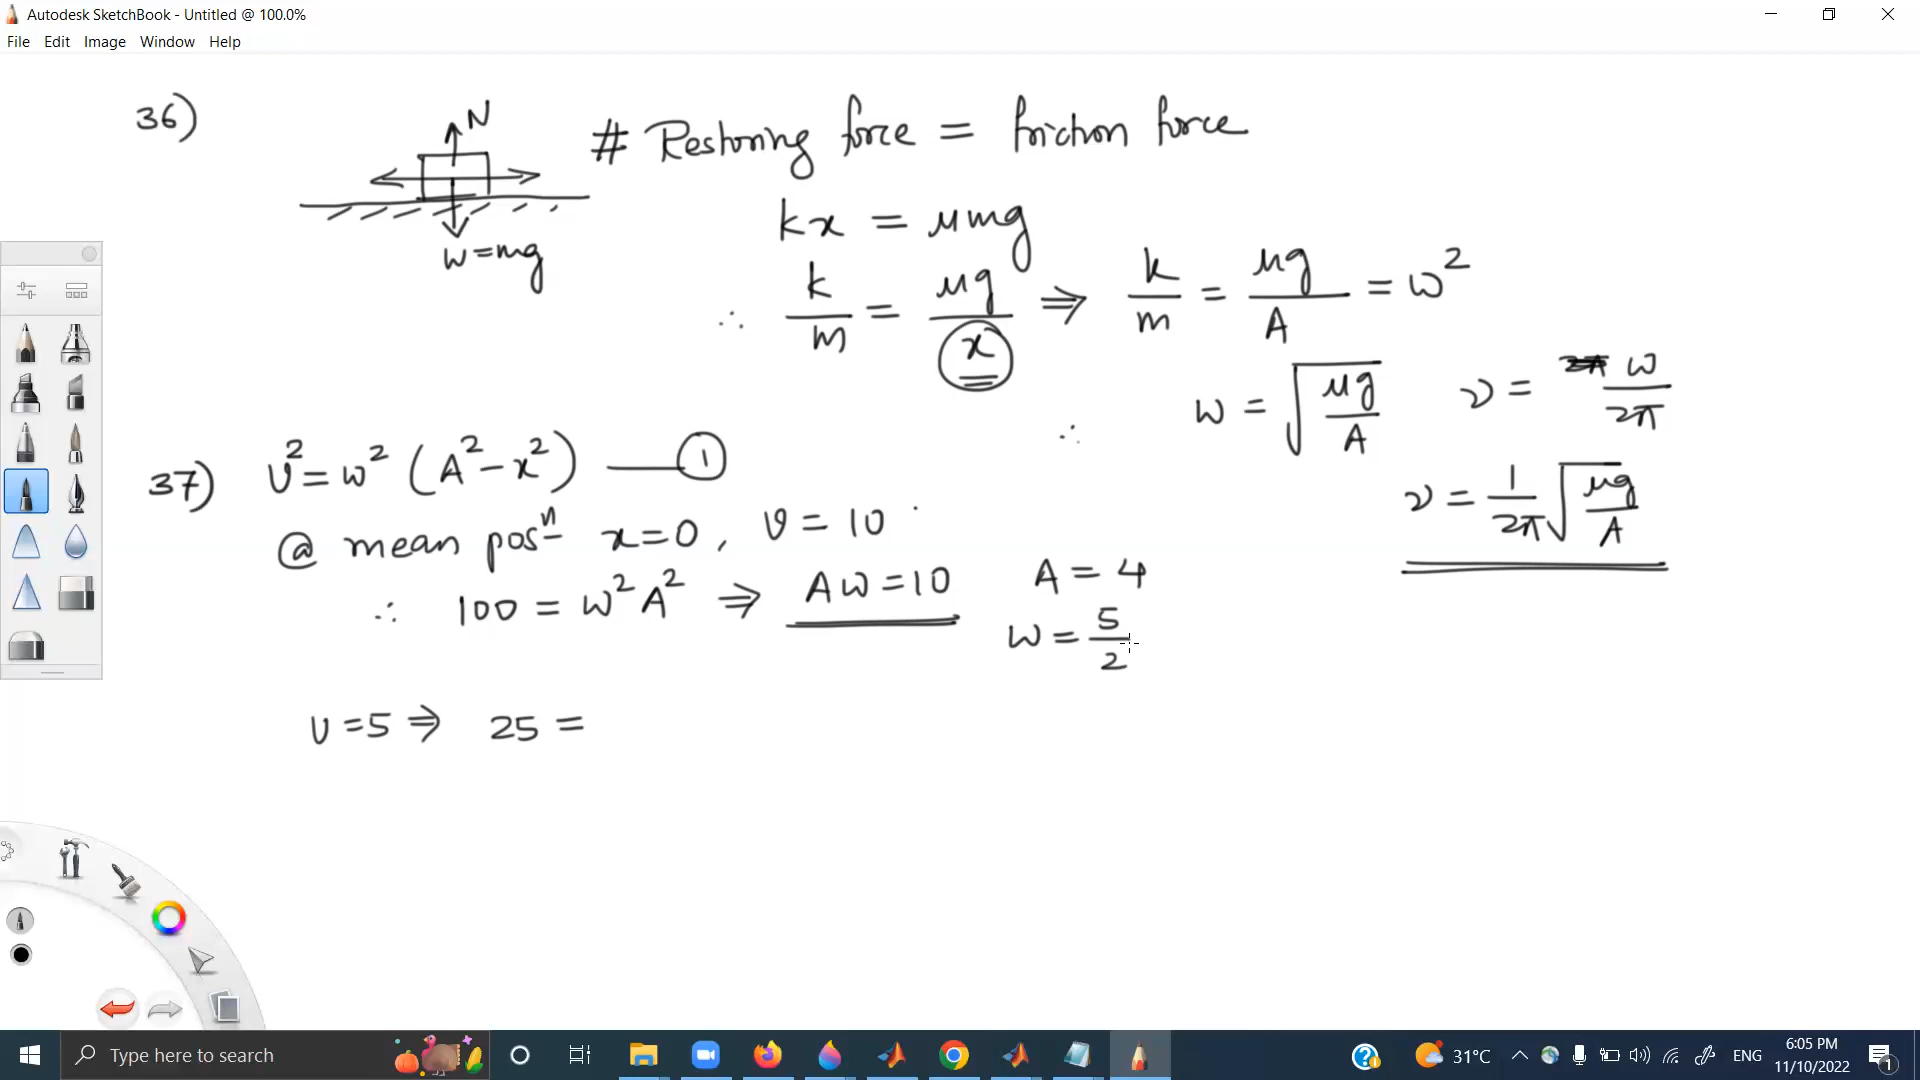 Autodesk SketchBook - Untitled @ 100.0%
File Edit Image Window Help
36)
N
W=mg
# Restoring force = friction force
kx = μmg
∴ k/m = μg/x ⇒ k/m = μg/A = ω²
∴ ω = √(μg/A) ν = ω/2π
ν = 1/2π √(μg/A)
37) v² = ω² (A² - x²) —— ①
@ mean posⁿ x=0, v = 10
∴ 100 = ω²A² ⇒ Aω = 10
A = 4
ω = 5/2
v = 5 ⇒ 25 =
Type here to search
31°C
ENG
6:05 PM
11/10/2022
1